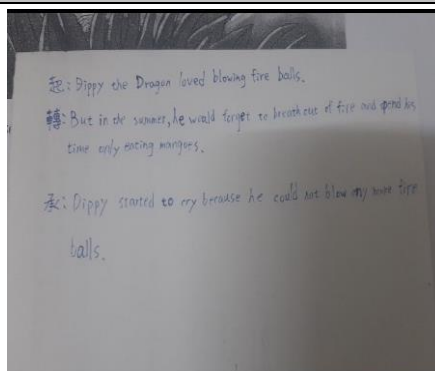 起：Dippy the Dragon loved blowing fire balls.
轉：But in the summer, he would forget to breath out of fire and spend his
time only eating mangoes.
承：Dippy started to cry because he could not blow any more fire
balls.